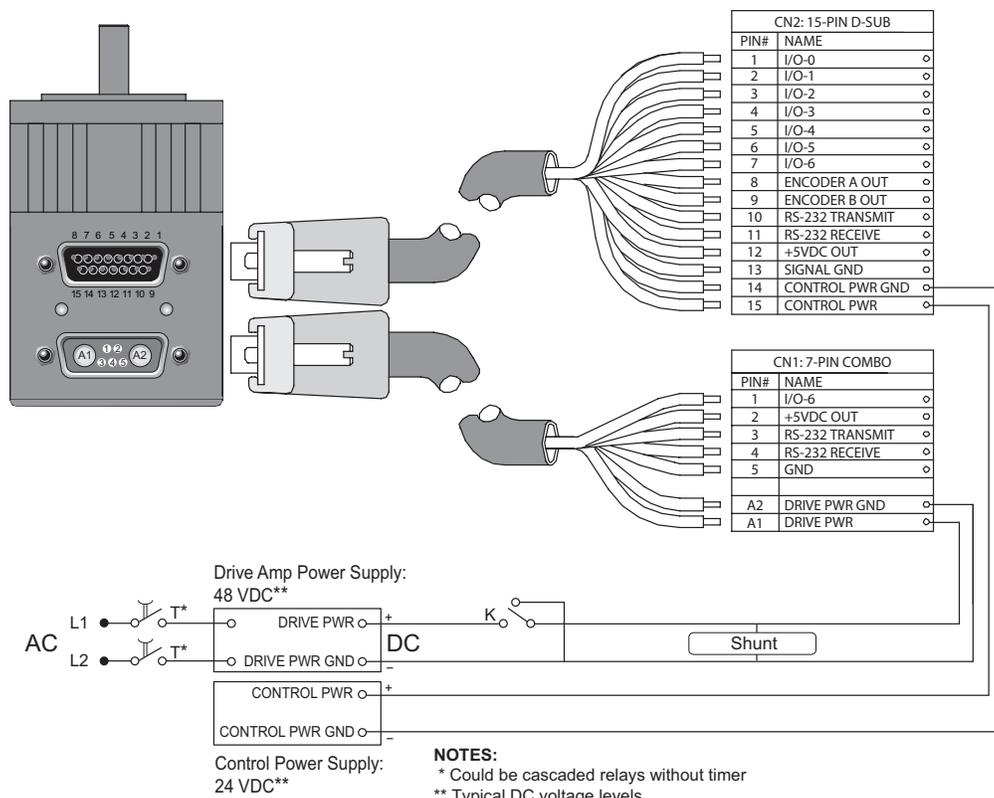 CN2: 15-PIN D-SUB
PIN# NAME
1 I/O-0
2 I/O-1
3 I/O-2
4 I/O-3
5 I/O-4
6 I/O-5
7 I/O-6
8 ENCODER A OUT
9 ENCODER B OUT
10 RS-232 TRANSMIT
11 RS-232 RECEIVE
12 +5VDC OUT
13 SIGNAL GND
14 CONTROL PWR GND
15 CONTROL PWR
8 7 6 5 4 3 2 1
15 14 13 12 11 10 9
A1 1 2 A2
3 4 5
CN1: 7-PIN COMBO
PIN# NAME
1 I/O-6
2 +5VDC OUT
3 RS-232 TRANSMIT
4 RS-232 RECEIVE
5 GND
A2 DRIVE PWR GND
A1 DRIVE PWR
Drive Amp Power Supply:
48 VDC**
AC
L1 T*
L2 T*
DRIVE PWR +
DRIVE PWR GND –
DC
K
Shunt
CONTROL PWR +
CONTROL PWR GND –
Control Power Supply:
24 VDC**
NOTES:
* Could be cascaded relays without timer
** Typical DC voltage levels